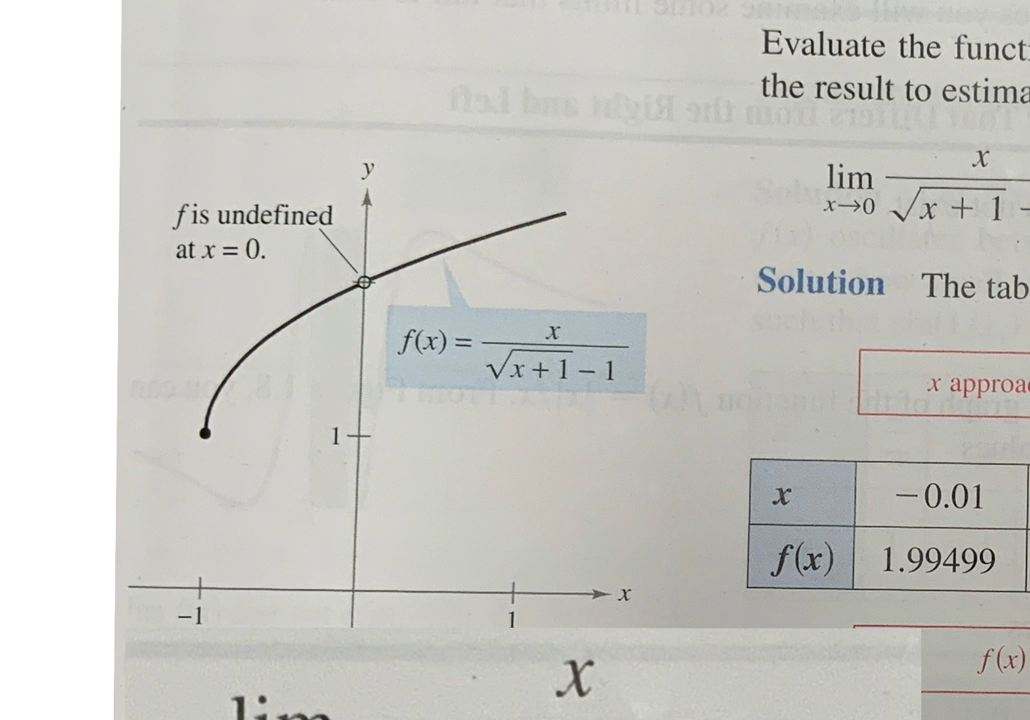 Evaluate the funct
the result to estima
lim x→0 x / √x + 1 -
Solution The tab
x approa
x -0.01
f(x) 1.99499
f(x)
y
f is undefined
at x = 0.
f(x) = x / √x + 1 - 1
1
x
-1
1
x
lim